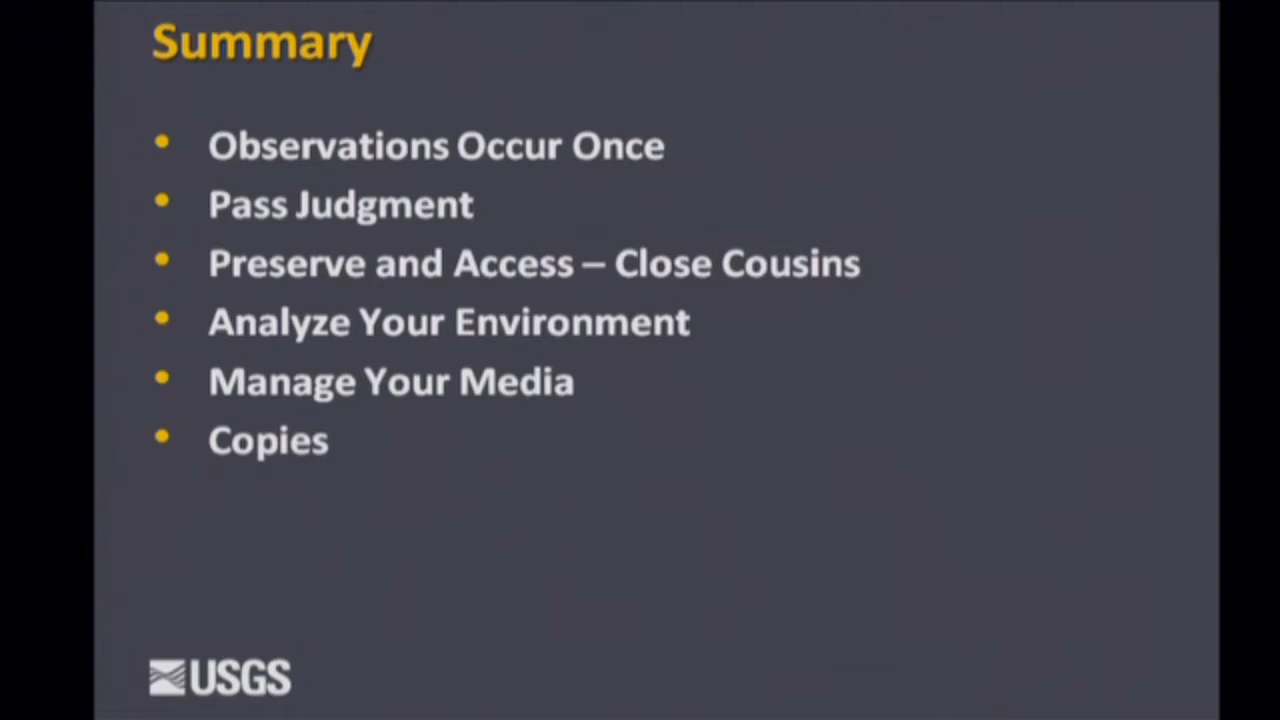 Summary
• Observations Occur Once
• Pass Judgment
• Preserve and Access – Close Cousins
• Analyze Your Environment
• Manage Your Media
• Copies
USGS